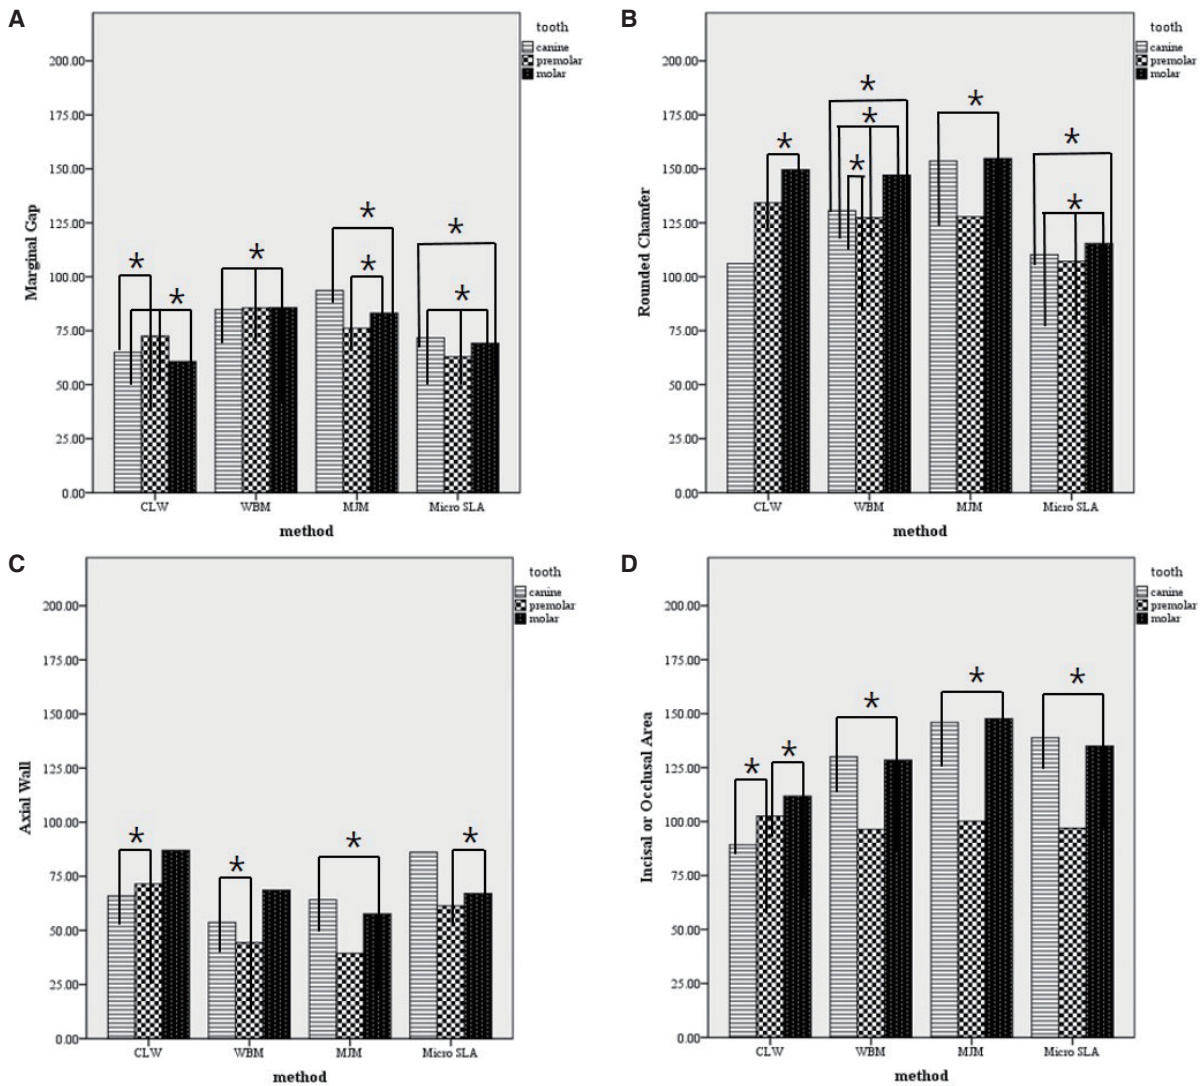 A
tooth
canine
premolar
molar
200.00
175.00
150.00
125.00
100.00
75.00
50.00
25.00
0.00
Marginal Gap
*
*
*
*
*
*
*
CLW WBM MJM Micro SLA
method
B
tooth
canine
premolar
molar
200.00
175.00
150.00
125.00
100.00
75.00
50.00
25.00
0.00
Rounded Chamfer
*
*
*
*
*
*
*
CLW WBM MJM Micro SLA
method
C
tooth
canine
premolar
molar
200.00
175.00
150.00
125.00
100.00
75.00
50.00
25.00
0.00
Axial Wall
*
*
*
*
CLW WBM MJM Micro SLA
method
D
tooth
canine
premolar
molar
200.00
175.00
150.00
125.00
100.00
75.00
50.00
25.00
0.00
Incisal or Occlusal Area
*
*
*
*
*
CLW WBM MJM Micro SLA
method